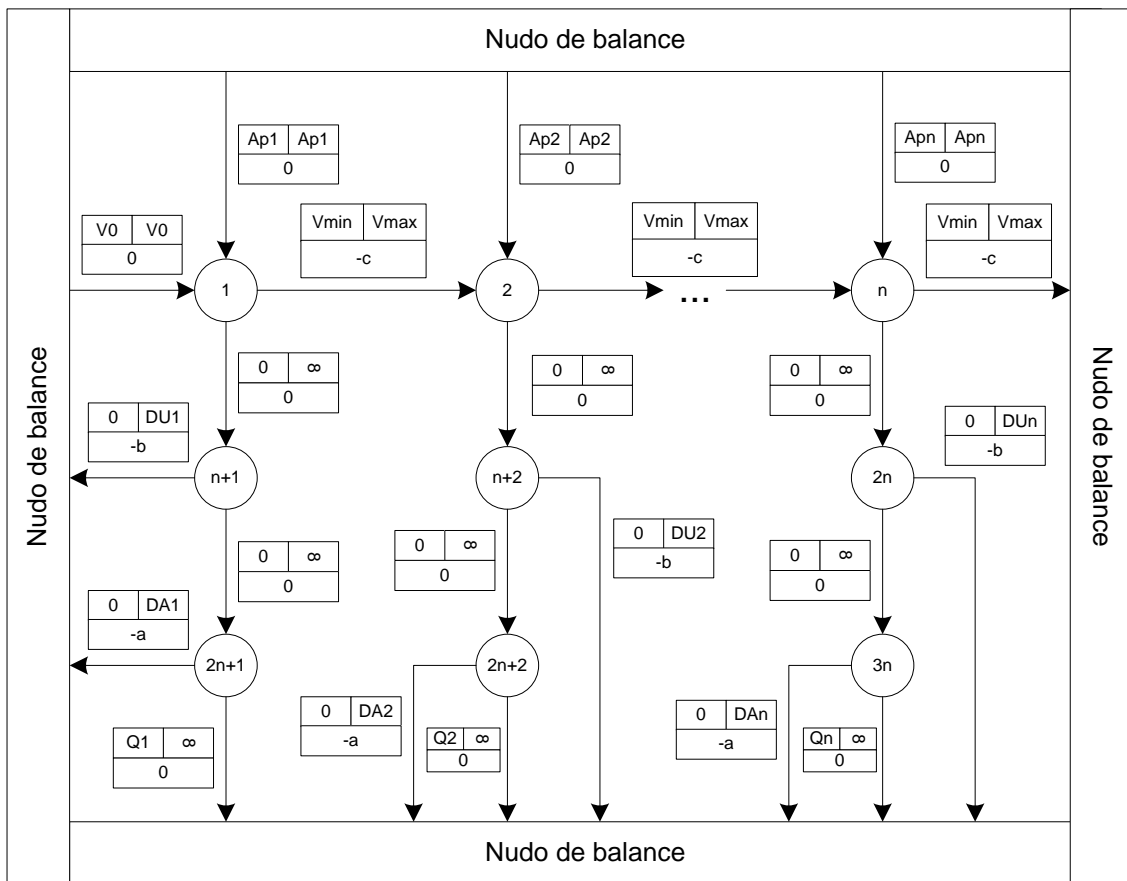 Nudo de balance
Ap1 Ap1
0
Ap2 Ap2
0
Apn Apn
0
V0 V0
0
Vmin Vmax
-c
Vmin Vmax
-c
Vmin Vmax
-c
1
2
...
n
0 ∞
0
0 ∞
0
0 ∞
0
0 DU1
-b
0 DUn
-b
n+1
n+2
2n
0 ∞
0
0 ∞
0
0 DU2
-b
0 ∞
0
0 DA1
-a
2n+1
2n+2
3n
0 DA2
-a
0 DAn
-a
Q1 ∞
0
Q2 ∞
0
Qn ∞
0
Nudo de balance
Nudo de balance
Nudo de balance